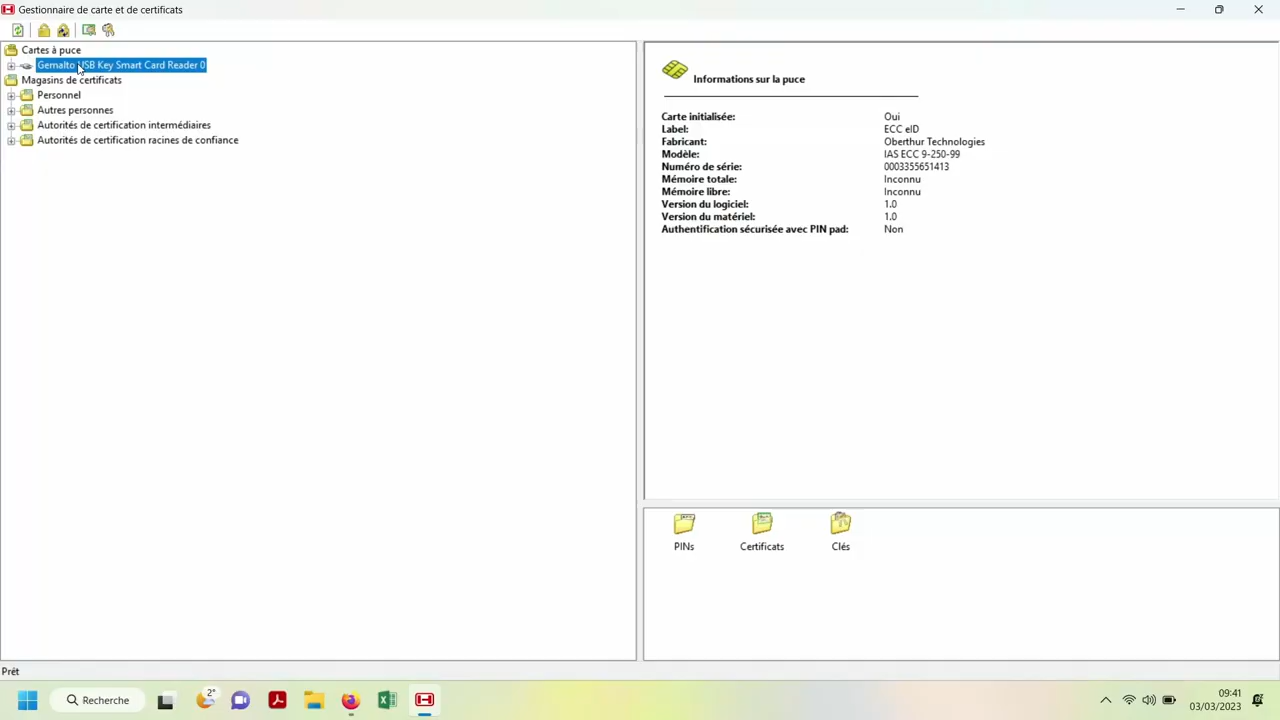 Gestionnaire de carte et de certificats
Cartes à puce
Gemalto USB Key Smart Card Reader 0
Magasins de certificats
Personnel
Autres personnes
Autorités de certification intermédiaires
Autorités de certification racines de confiance
Informations sur la puce
Carte initialisée: Oui
Label: ECC eID
Fabricant: Oberthur Technologies
Modèle: IAS ECC 9-250-99
Numéro de série: 0003355651413
Mémoire totale: Inconnu
Mémoire libre: Inconnu
Version du logiciel: 1.0
Version du matériel: 1.0
Authentification sécurisée avec PIN pad: Non
PINs Certificats Clés
Prêt
Recherche 2° 09:41
03/03/2023